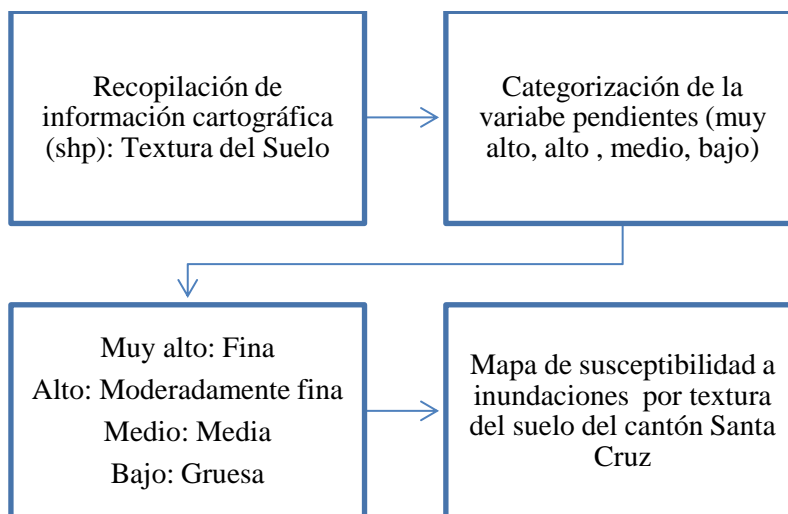 Recopilación de
información cartográfica
(shp): Textura del Suelo
Categorización de la
variabe pendientes (muy
alto, alto , medio, bajo)
Muy alto: Fina
Alto: Moderadamente fina
Medio: Media
Bajo: Gruesa
Mapa de susceptibilidad a
inundaciones por textura
del suelo del cantón Santa
Cruz